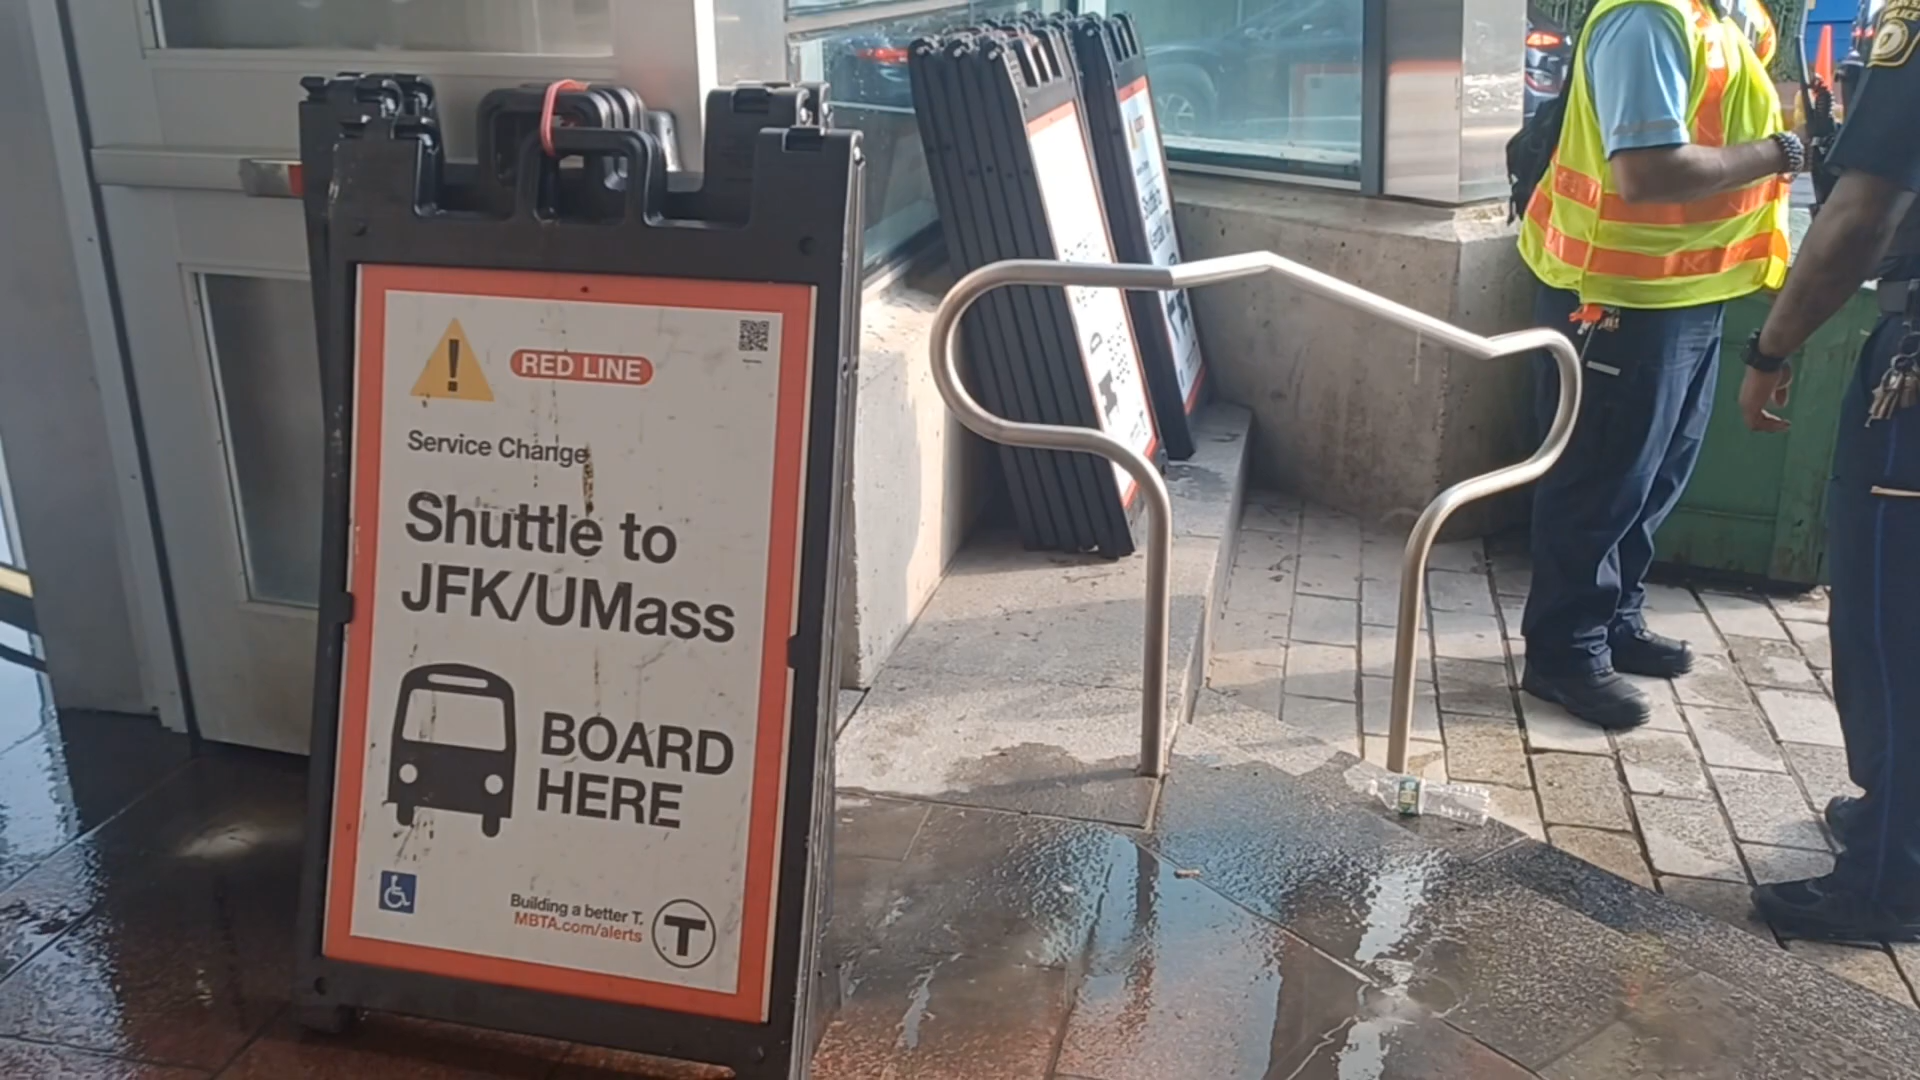 RED LINE
Service Change
Shuttle to
JFK/UMass
BOARD
HERE
Building a better T.
MBTA.com/alerts
T